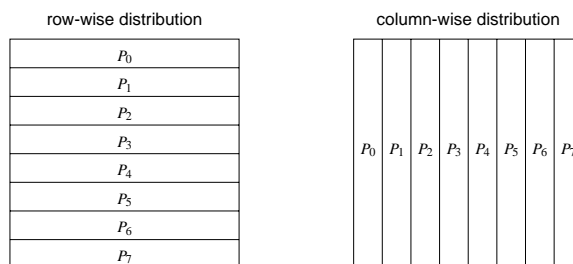 row-wise distribution
P0
P1
P2
P3
P4
P5
P6
P7
column-wise distribution
P0 P1 P2 P3 P4 P5 P6 P7